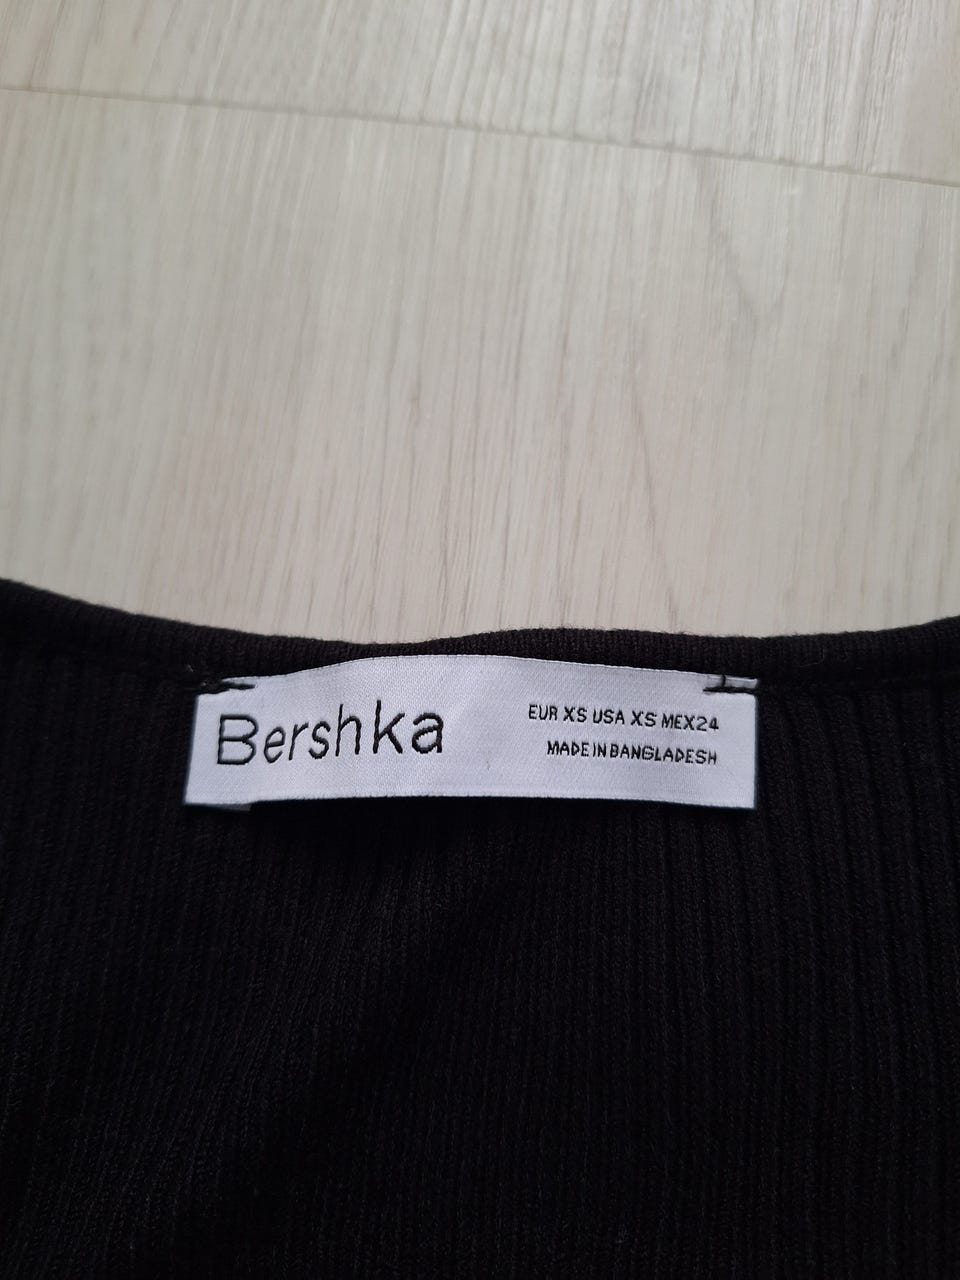 Bershka
EUR XS USA XS MEX24
MADE IN BANGLADESH